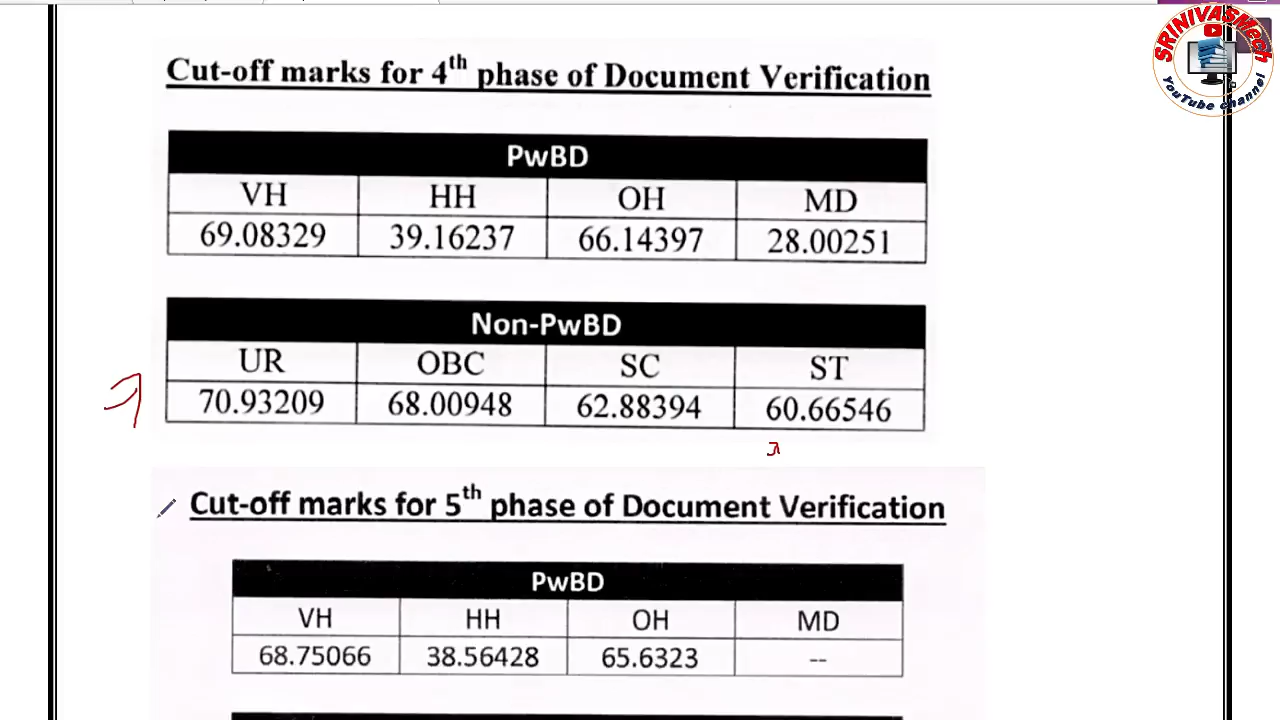 SRINIVASMech
YouTube channel
Cut-off marks for 4th phase of Document Verification
PwBD
VH HH OH MD
69.08329 39.16237 66.14397 28.00251
Non-PwBD
UR OBC SC ST
70.93209 68.00948 62.88394 60.66546
Cut-off marks for 5th phase of Document Verification
PwBD
VH HH OH MD
68.75066 38.56428 65.6323 --